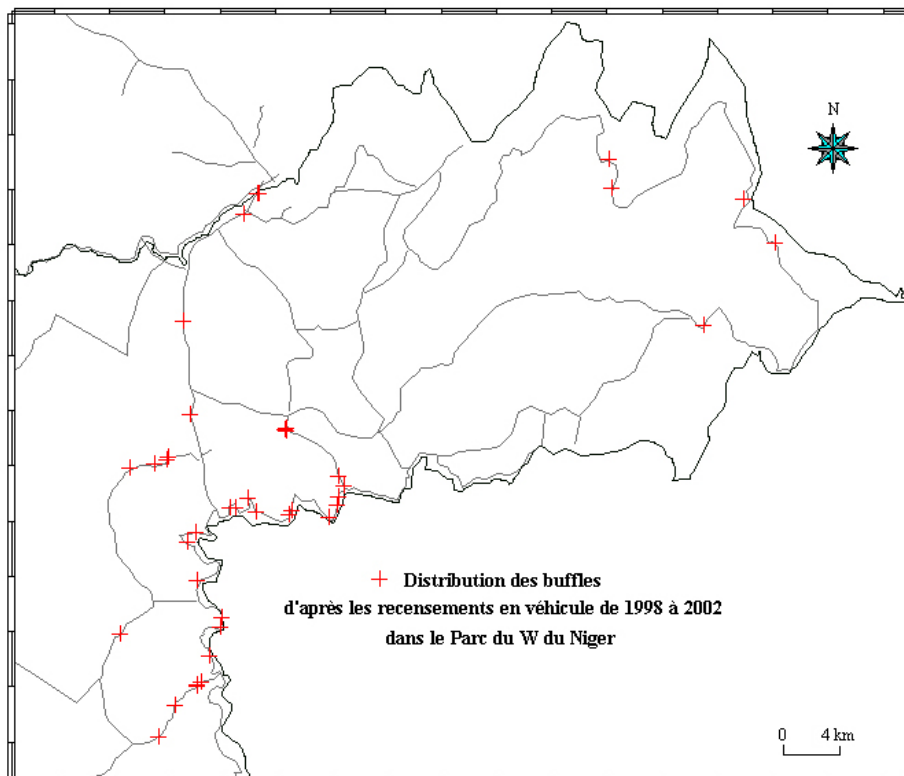 N
Distribution des buffles
d'après les recensements en véhicule de 1998 à 2002
dans le Parc du W du Niger
0 4 km